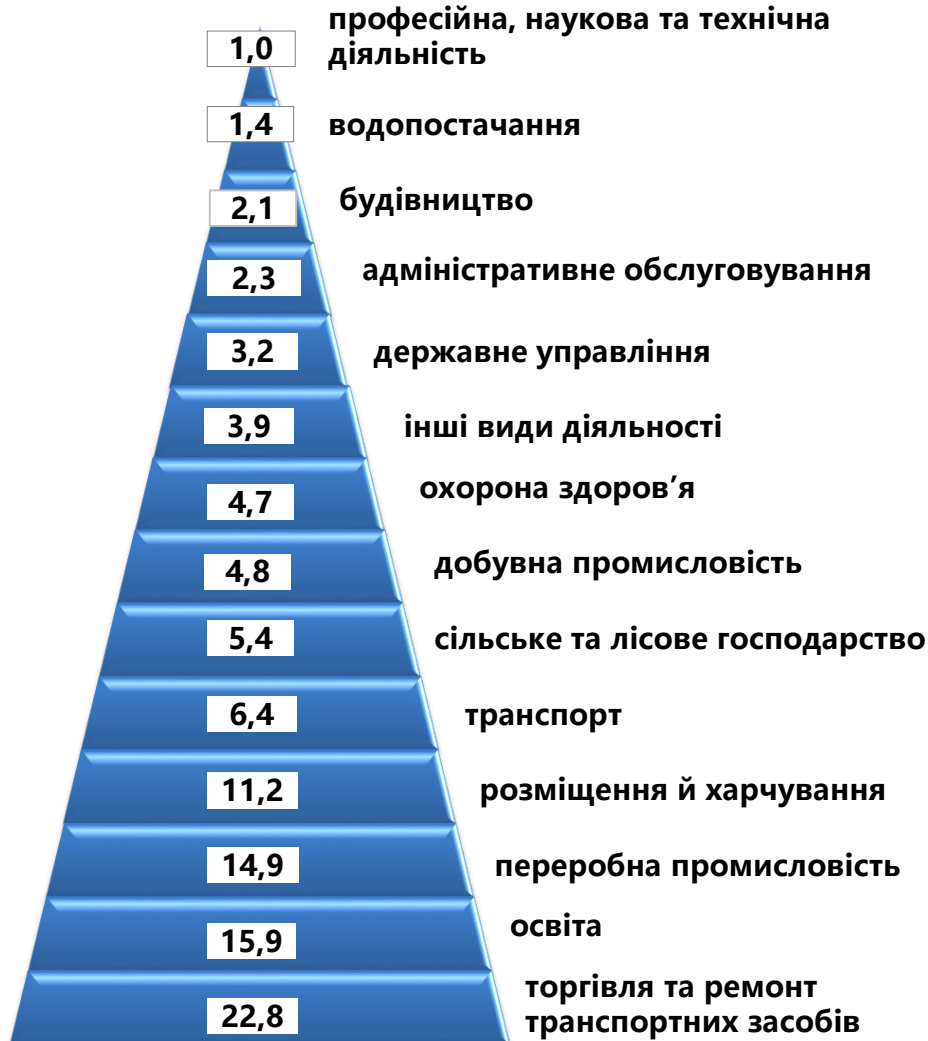 1,0 професійна, наукова та технічна
діяльність
1,4 водопостачання
2,1 будівництво
2,3 адміністративне обслуговування
3,2 державне управління
3,9 інші види діяльності
4,7 охорона здоров’я
4,8 добувна промисловість
5,4 сільське та лісове господарство
6,4 транспорт
11,2 розміщення й харчування
14,9 переробна промисловість
15,9 освіта
22,8 торгівля та ремонт
транспортних засобів